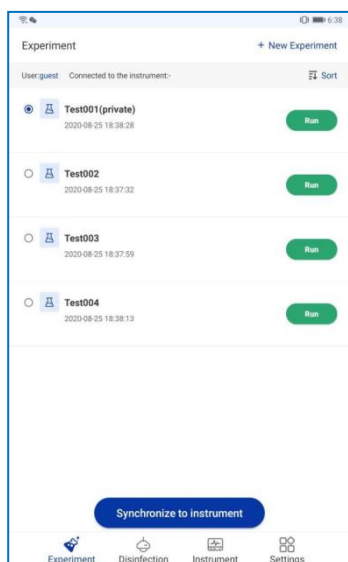 6:38
Experiment + New Experiment
User:guest Connected to the instrument:- Sort
Test001(private)
2020-08-25 18:38:28
Run
Test002
2020-08-25 18:37:32
Run
Test003
2020-08-25 18:37:59
Run
Test004
2020-08-25 18:38:13
Run
Synchronize to instrument
Experiment Disinfection Instrument Settings